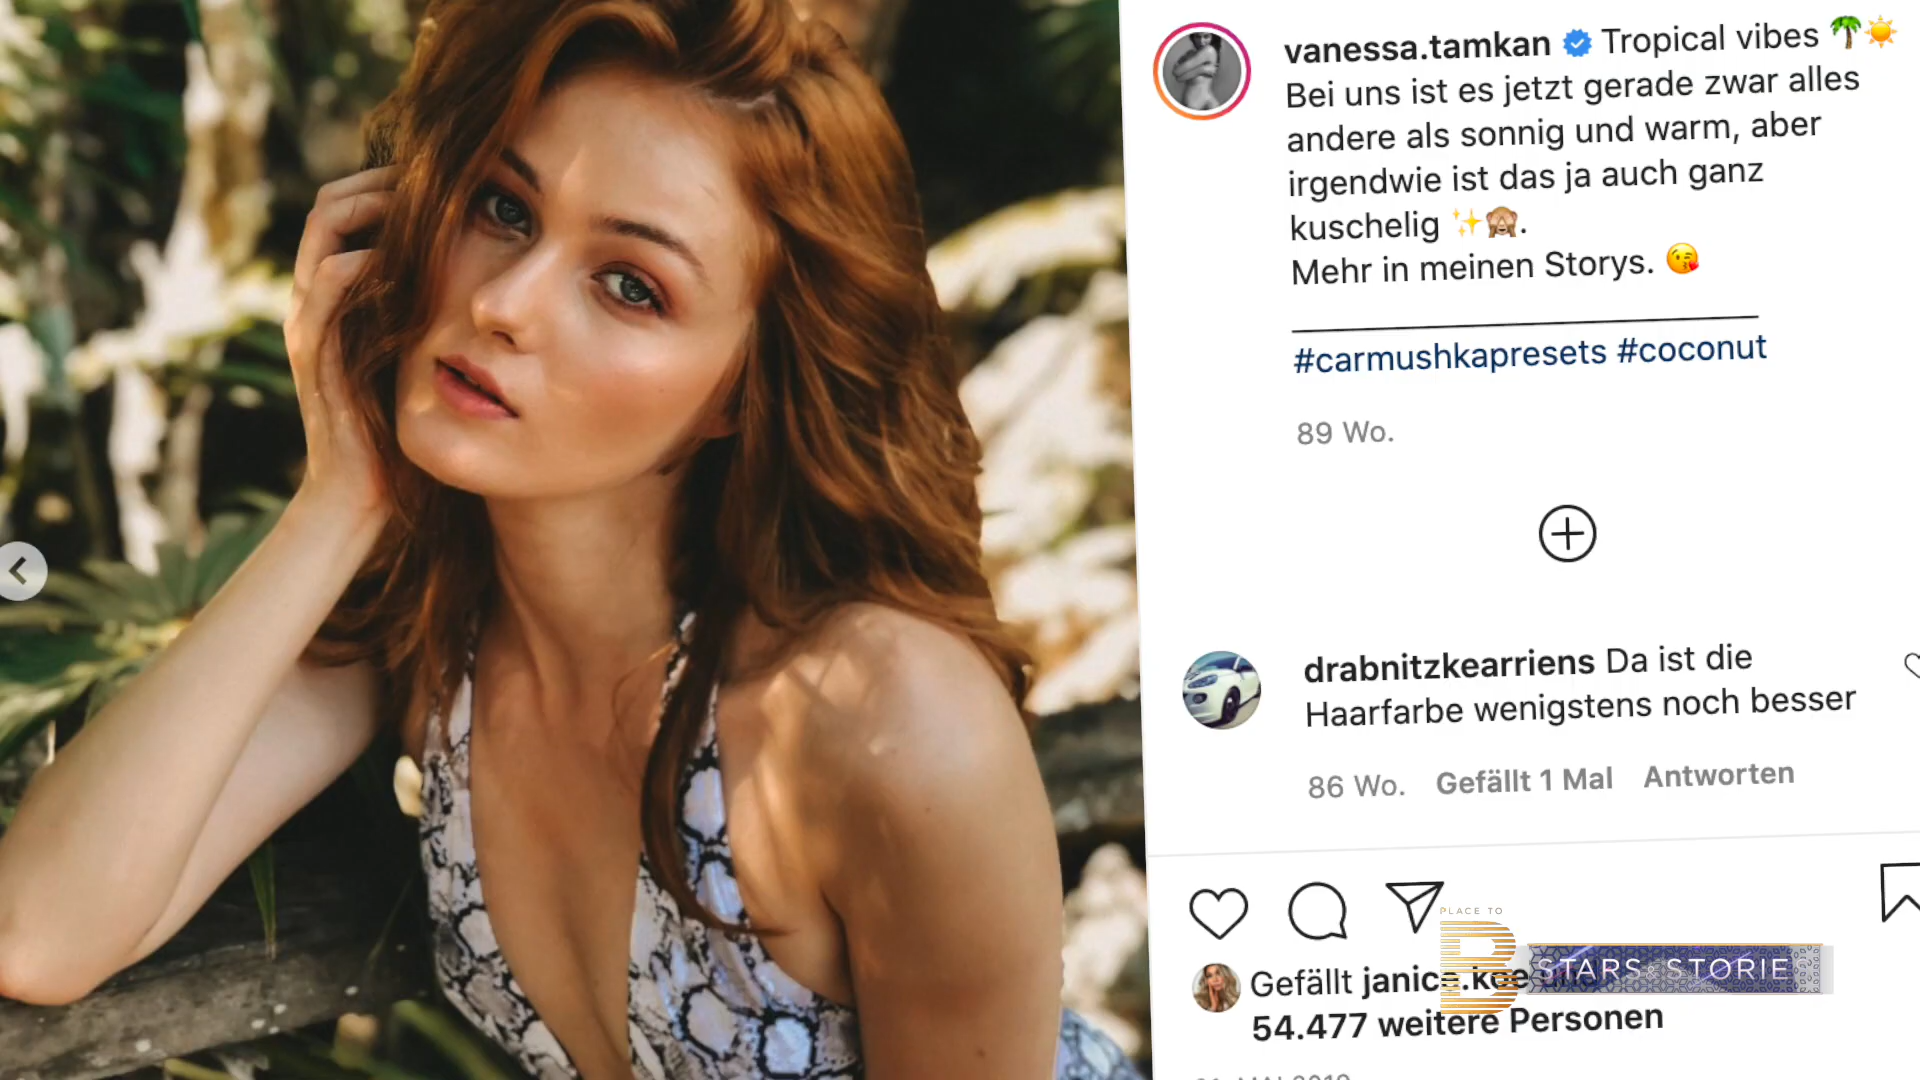 vanessa.tamkan Tropical vibes 🌴☀️
Bei uns ist es jetzt gerade zwar alles
andere als sonnig und warm, aber
irgendwie ist das ja auch ganz
kuschelig ✨🙈.
Mehr in meinen Storys. 😘
#carmushkapresets #coconut
89 Wo.
drabnitzkearriens Da ist die
Haarfarbe wenigstens noch besser
86 Wo. Gefällt 1 Mal Antworten
PLACE TO
B STARS & STORIE
Gefällt
54.477 weitere Personen